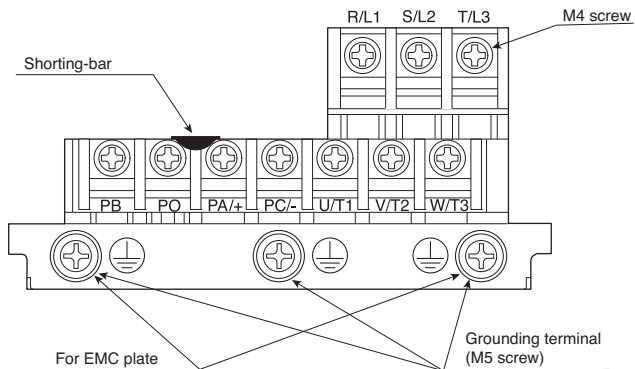 R/L1 S/L2 T/L3 M4 screw
Shorting-bar
PB PO PA/+ PC/- U/T1 V/T2 W/T3
For EMC plate
Grounding terminal
(M5 screw)